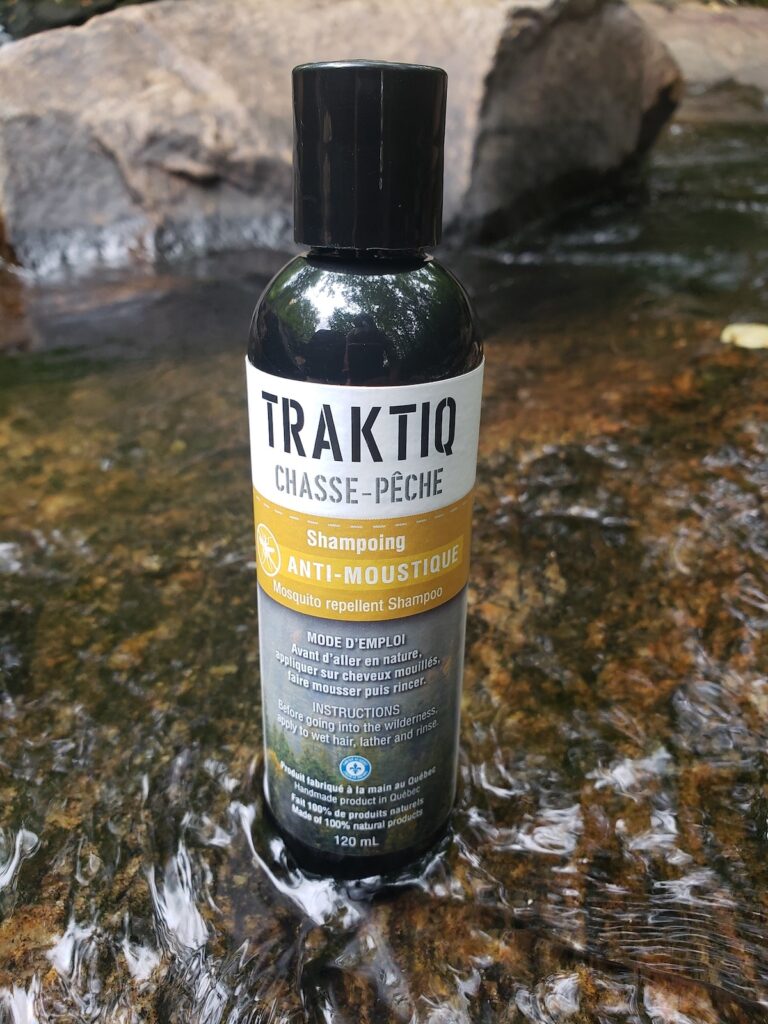 TRAKTIQ
CHASSE-PÊCHE
Shampoing
ANTI-MOUSTIQUE
Mosquito repellent Shampoo
MODE D'EMPLOI
Avant d'aller en nature,
appliquer sur cheveux mouillés,
faire mousser puis rincer.
INSTRUCTIONS
Before going into the wilderness,
apply to wet hair, lather and rinse.
Produit fabriqué à la main au Québec
Handmade product in Québec
Fait 100% de produits naturels
Made of 100% natural products
120 mL